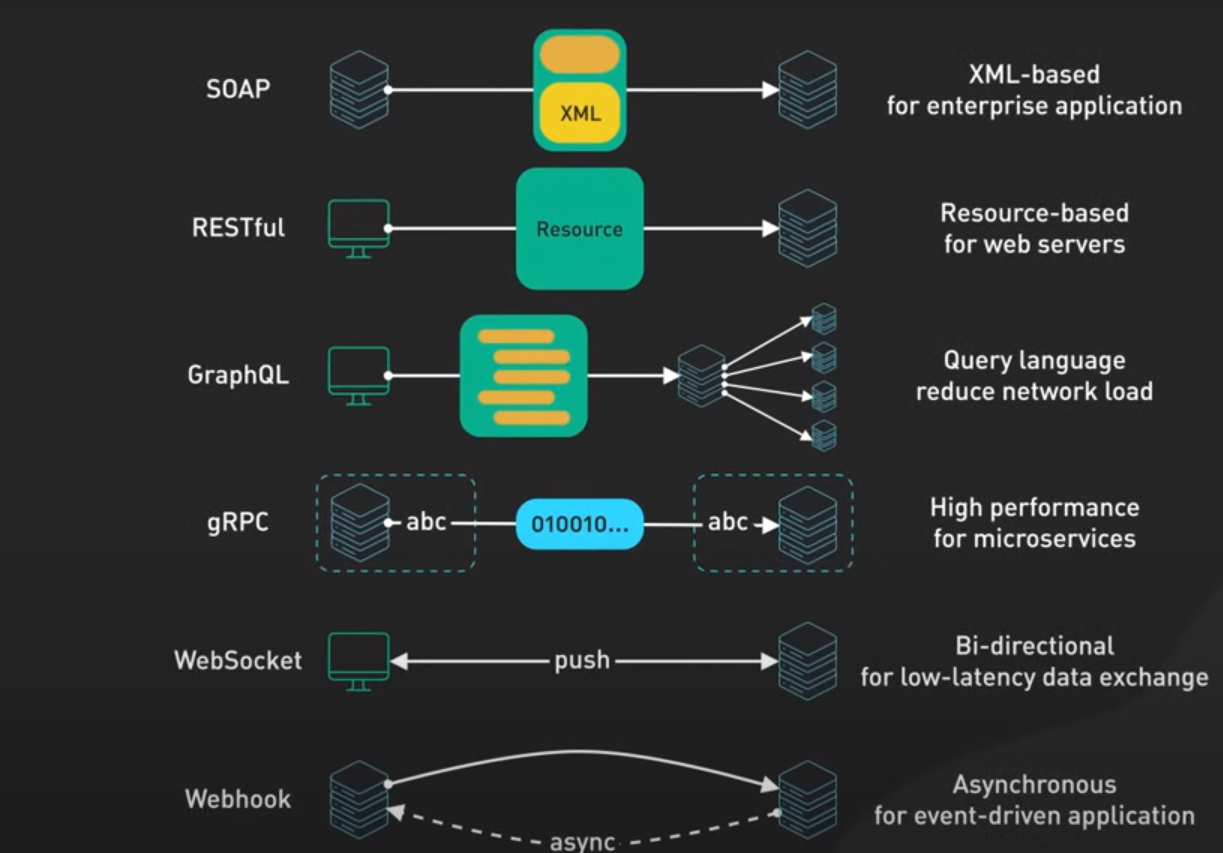 SOAP
XML
XML-based
for enterprise application
RESTful
Resource
Resource-based
for web servers
GraphQL
Query language
reduce network load
gRPC
abc
010010...
abc
High performance
for microservices
WebSocket
push
Bi-directional
for low-latency data exchange
Webhook
async
Asynchronous
for event-driven application